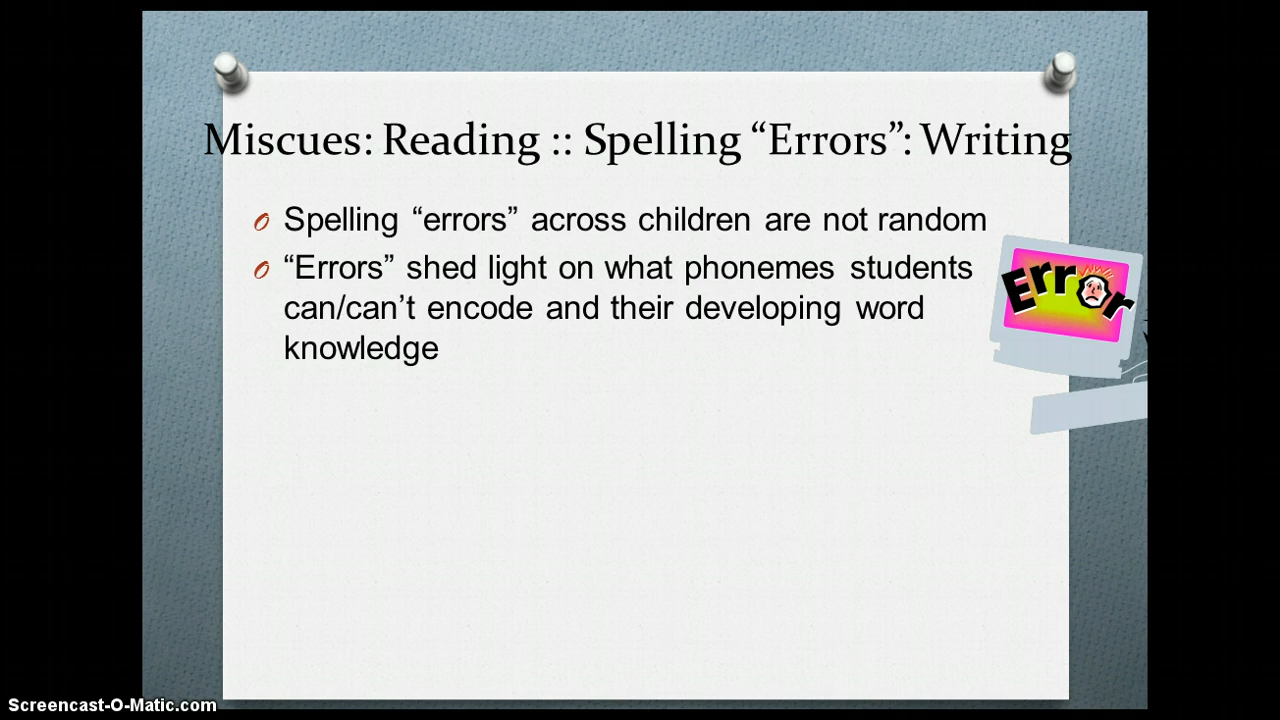 Miscues: Reading :: Spelling “Errors”: Writing
Spelling “errors” across children are not random
“Errors” shed light on what phonemes students
can/can’t encode and their developing word
knowledge
Error
Screencast-O-Matic.com